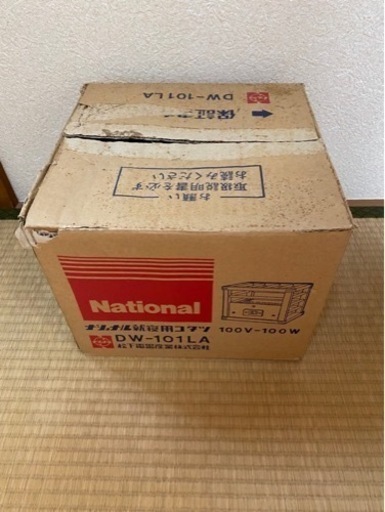 DW-101LA
保証書
お願い
取扱説明書を必ず
お読みください
National
ナショナル
100V-100W
DW-101LA
松下電器産業株式会社